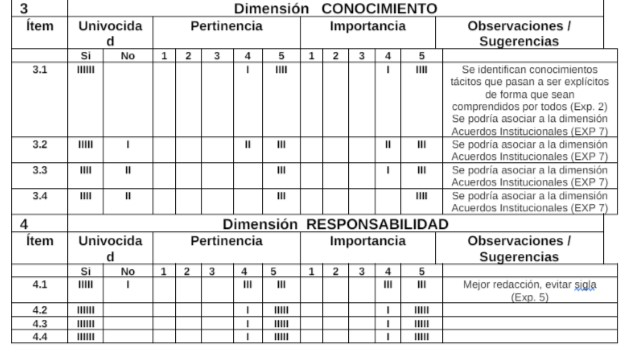 3 Dimensión CONOCIMIENTO
Ítem Univocidad Pertinencia Importancia Observaciones / Sugerencias
Si No 1 2 3 4 5 1 2 3 4 5
3.1 IIIIII I IIII I IIII Se identifican conocimientos
tácitos que pasan a ser explícitos
de forma que sean
comprendidos por todos (Exp. 2)
Se podría asociar a la dimensión
Acuerdos Institucionales (EXP 7)
3.2 IIIII I II III II III Se podría asociar a la dimensión
Acuerdos Institucionales (EXP 7)
3.3 IIII II III I III Se podría asociar a la dimensión
Acuerdos Institucionales (EXP 7)
3.4 IIII II III IIII Se podría asociar a la dimensión
Acuerdos Institucionales (EXP 7)
4 Dimensión RESPONSABILIDAD
Ítem Univocidad Pertinencia Importancia Observaciones / Sugerencias
Si No 1 2 3 4 5 1 2 3 4 5
4.1 IIIII I III III III III Mejor redacción, evitar sigla
(Exp. 5)
4.2 IIIIII I IIIII I IIIII
4.3 IIIIII I IIIII I IIIII
4.4 IIIIII I IIIII I IIIII